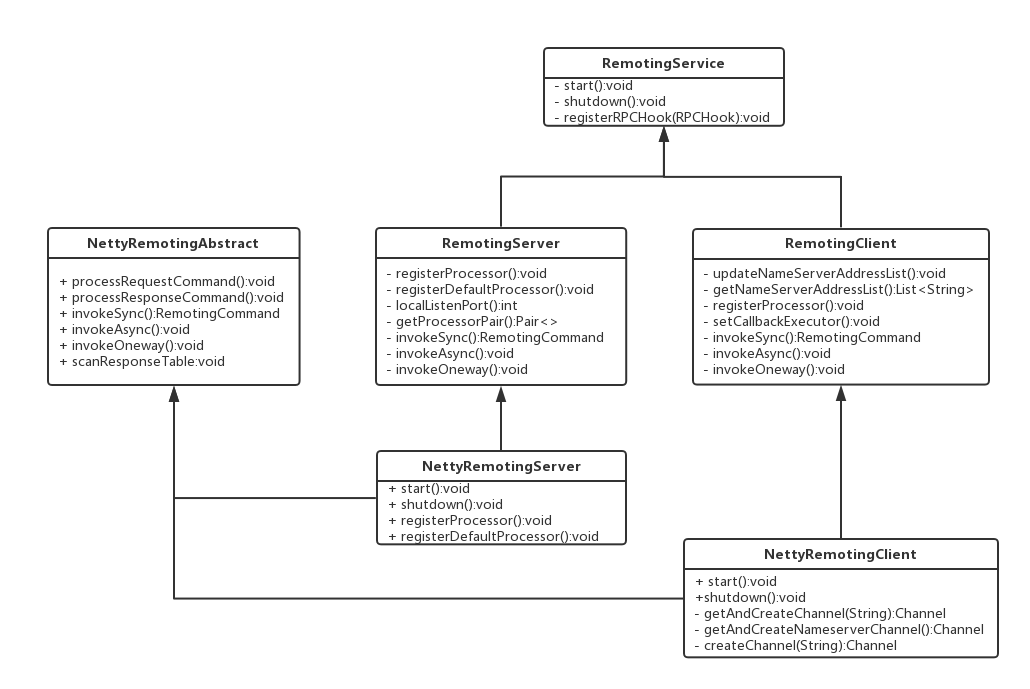 RemotingService
- start():void
- shutdown():void
- registerRPCHook(RPCHook):void
NettyRemotingAbstract
+ processRequestCommand():void
+ processResponseCommand():void
+ invokeSync():RemotingCommand
+ invokeAsync():void
+ invokeOneway():void
+ scanResponseTable:void
RemotingServer
- registerProcessor():void
- registerDefaultProcessor():void
- localListenPort():int
- getProcessorPair():Pair<>
- invokeSync():RemotingCommand
- invokeAsync():void
- invokeOneway():void
RemotingClient
- updateNameServerAddressList():void
- getNameServerAddressList():List<String>
- registerProcessor():void
- setCallbackExecutor():void
- invokeSync():RemotingCommand
- invokeAsync():void
- invokeOneway():void
NettyRemotingServer
+ start():void
+ shutdown():void
+ registerProcessor():void
+ registerDefaultProcessor():void
NettyRemotingClient
+ start():void
+shutdown():void
- getAndCreateChannel(String):Channel
- getAndCreateNameserverChannel():Channel
- createChannel(String):Channel